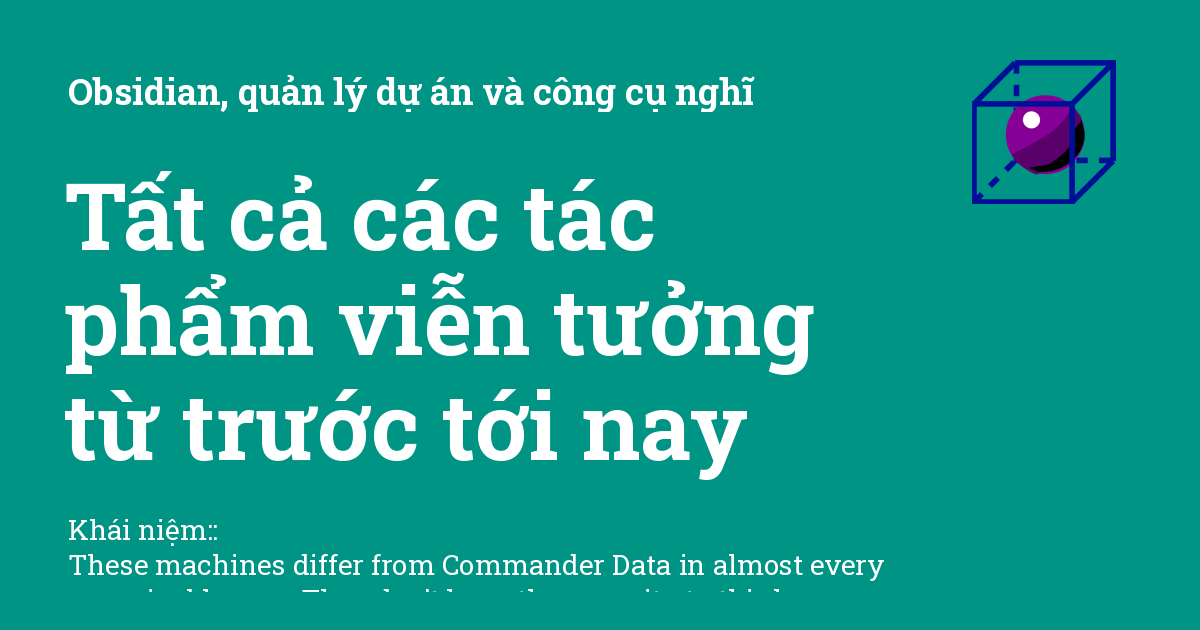 Obsidian, quản lý dự án và công cụ nghĩ
Tất cả các tác
phẩm viễn tưởng
từ trước tới nay
Khái niệm::
These machines differ from Commander Data in almost every